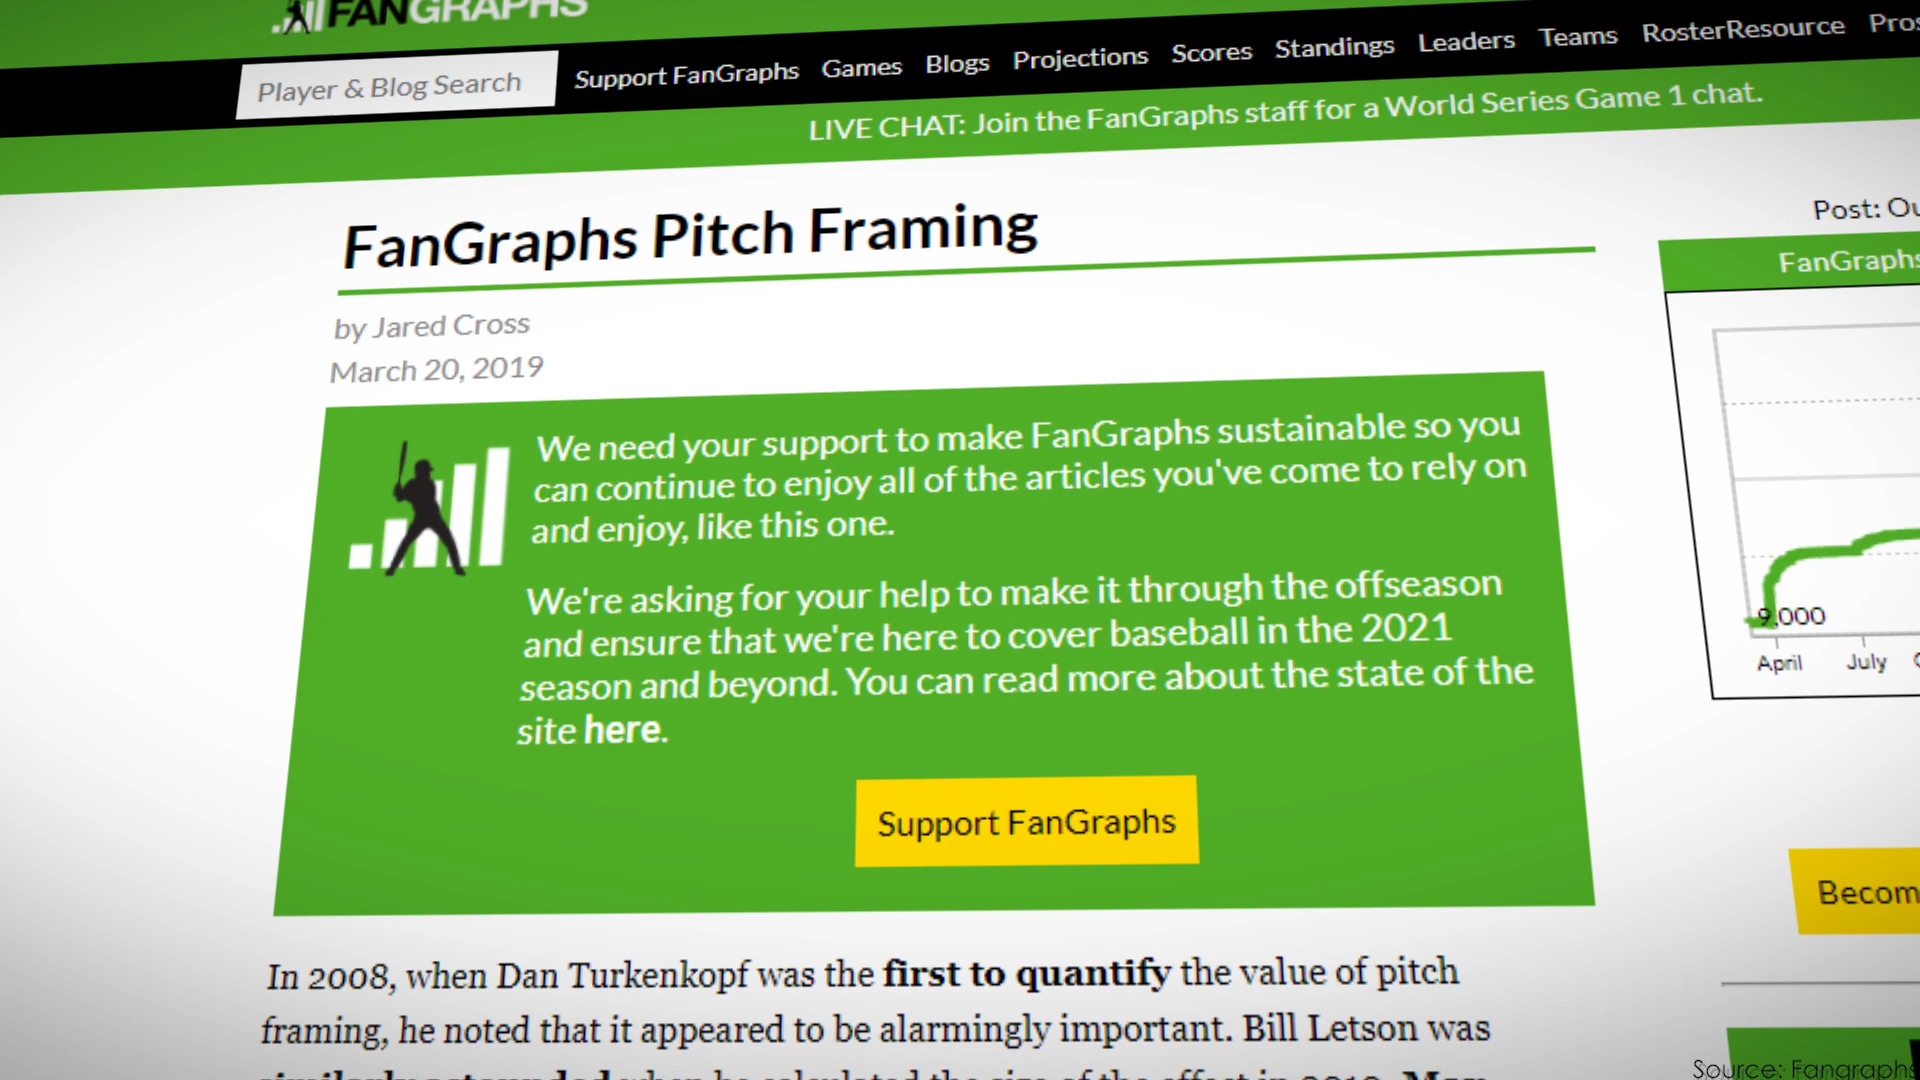 FANGRAPHS
Player & Blog Search
Support FanGraphs Games Blogs Projections Scores Standings Leaders Teams RosterResource
LIVE CHAT: Join the FanGraphs staff for a World Series Game 1 chat.
FanGraphs Pitch Framing
by Jared Cross
March 20, 2019
We need your support to make FanGraphs sustainable so you
can continue to enjoy all of the articles you've come to rely on
and enjoy, like this one.
We're asking for your help to make it through the offseason
and ensure that we're here to cover baseball in the 2021
season and beyond. You can read more about the state of the
site here.
Support FanGraphs
In 2008, when Dan Turkenkopf was the first to quantify the value of pitch
framing, he noted that it appeared to be alarmingly important. Bill Letson was
Post:
FanGraphs
9,000
April July
Source: Fangraphs